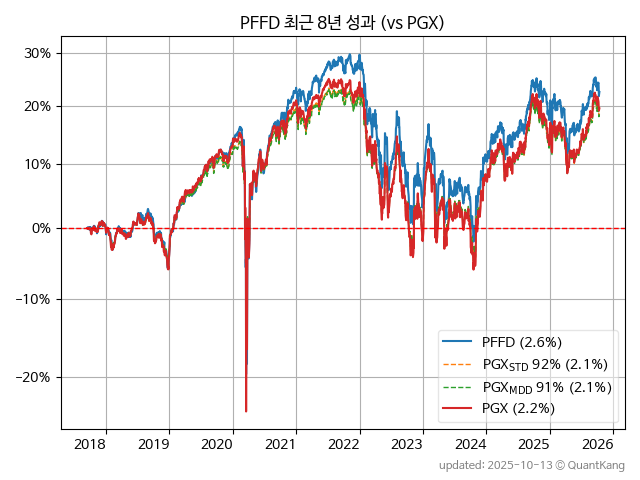 PFFD 최근 8년 성과 (vs PGX)
30%
20%
10%
0%
−10%
−20%
PFFD (2.6%)
PGX_STD 92% (2.1%)
PGX_MDD 91% (2.1%)
PGX (2.2%)
2018 2019 2020 2021 2022 2023 2024 2025 2026
updated: 2025-10-13 © QuantKang